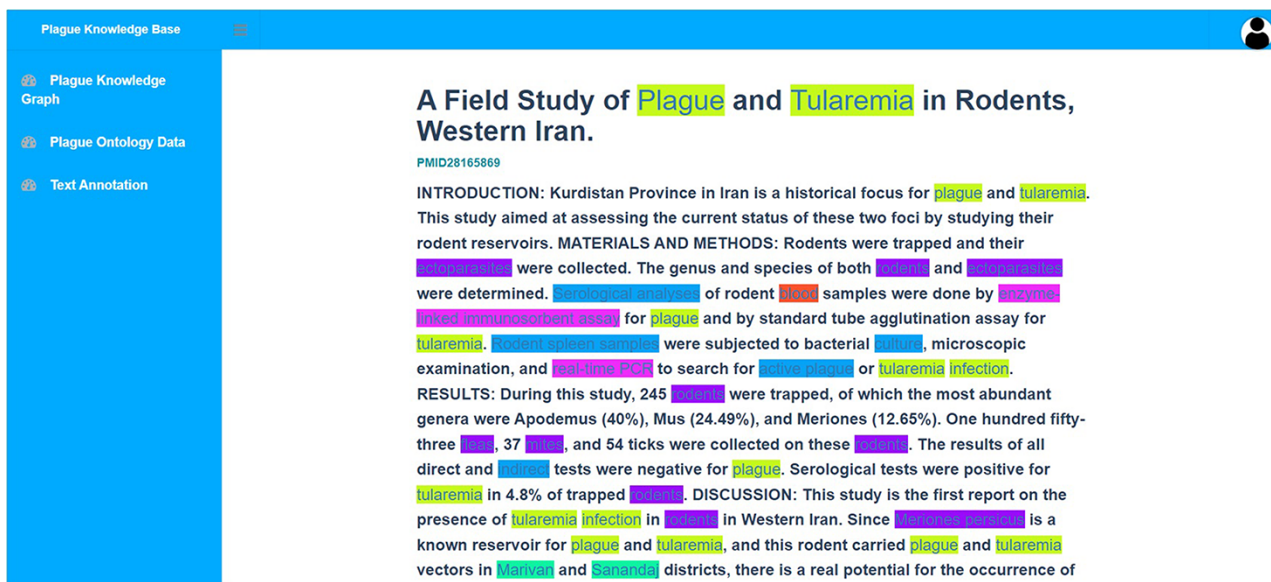 Plague Knowledge Base
Plague Knowledge
Graph
Plague Ontology Data
Text Annotation
A Field Study of Plague and Tularemia in Rodents,
Western Iran.
PMID28165869
INTRODUCTION: Kurdistan Province in Iran is a historical focus for plague and tularemia.
This study aimed at assessing the current status of these two foci by studying their
rodent reservoirs. MATERIALS AND METHODS: Rodents were trapped and their
ectoparasites were collected. The genus and species of both rodents and ectoparasites
were determined. Serological analyses of rodent blood samples were done by enzyme-
linked immunosorbent assay for plague and by standard tube agglutination assay for
tularemia. Rodent spleen samples were subjected to bacterial culture, microscopic
examination, and real-time PCR to search for active plague or tularemia infection.
RESULTS: During this study, 245 rodents were trapped, of which the most abundant
genera were Apodemus (40%), Mus (24.49%), and Meriones (12.65%). One hundred fifty-
three fleas, 37 mites, and 54 ticks were collected on these rodents. The results of all
direct and indirect tests were negative for plague. Serological tests were positive for
tularemia in 4.8% of trapped rodents. DISCUSSION: This study is the first report on the
presence of tularemia infection in rodents in Western Iran. Since Meriones persicus is a
known reservoir for plague and tularemia, and this rodent carried plague and tularemia
vectors in Marivan and Sanandaj districts, there is a real potential for the occurrence of